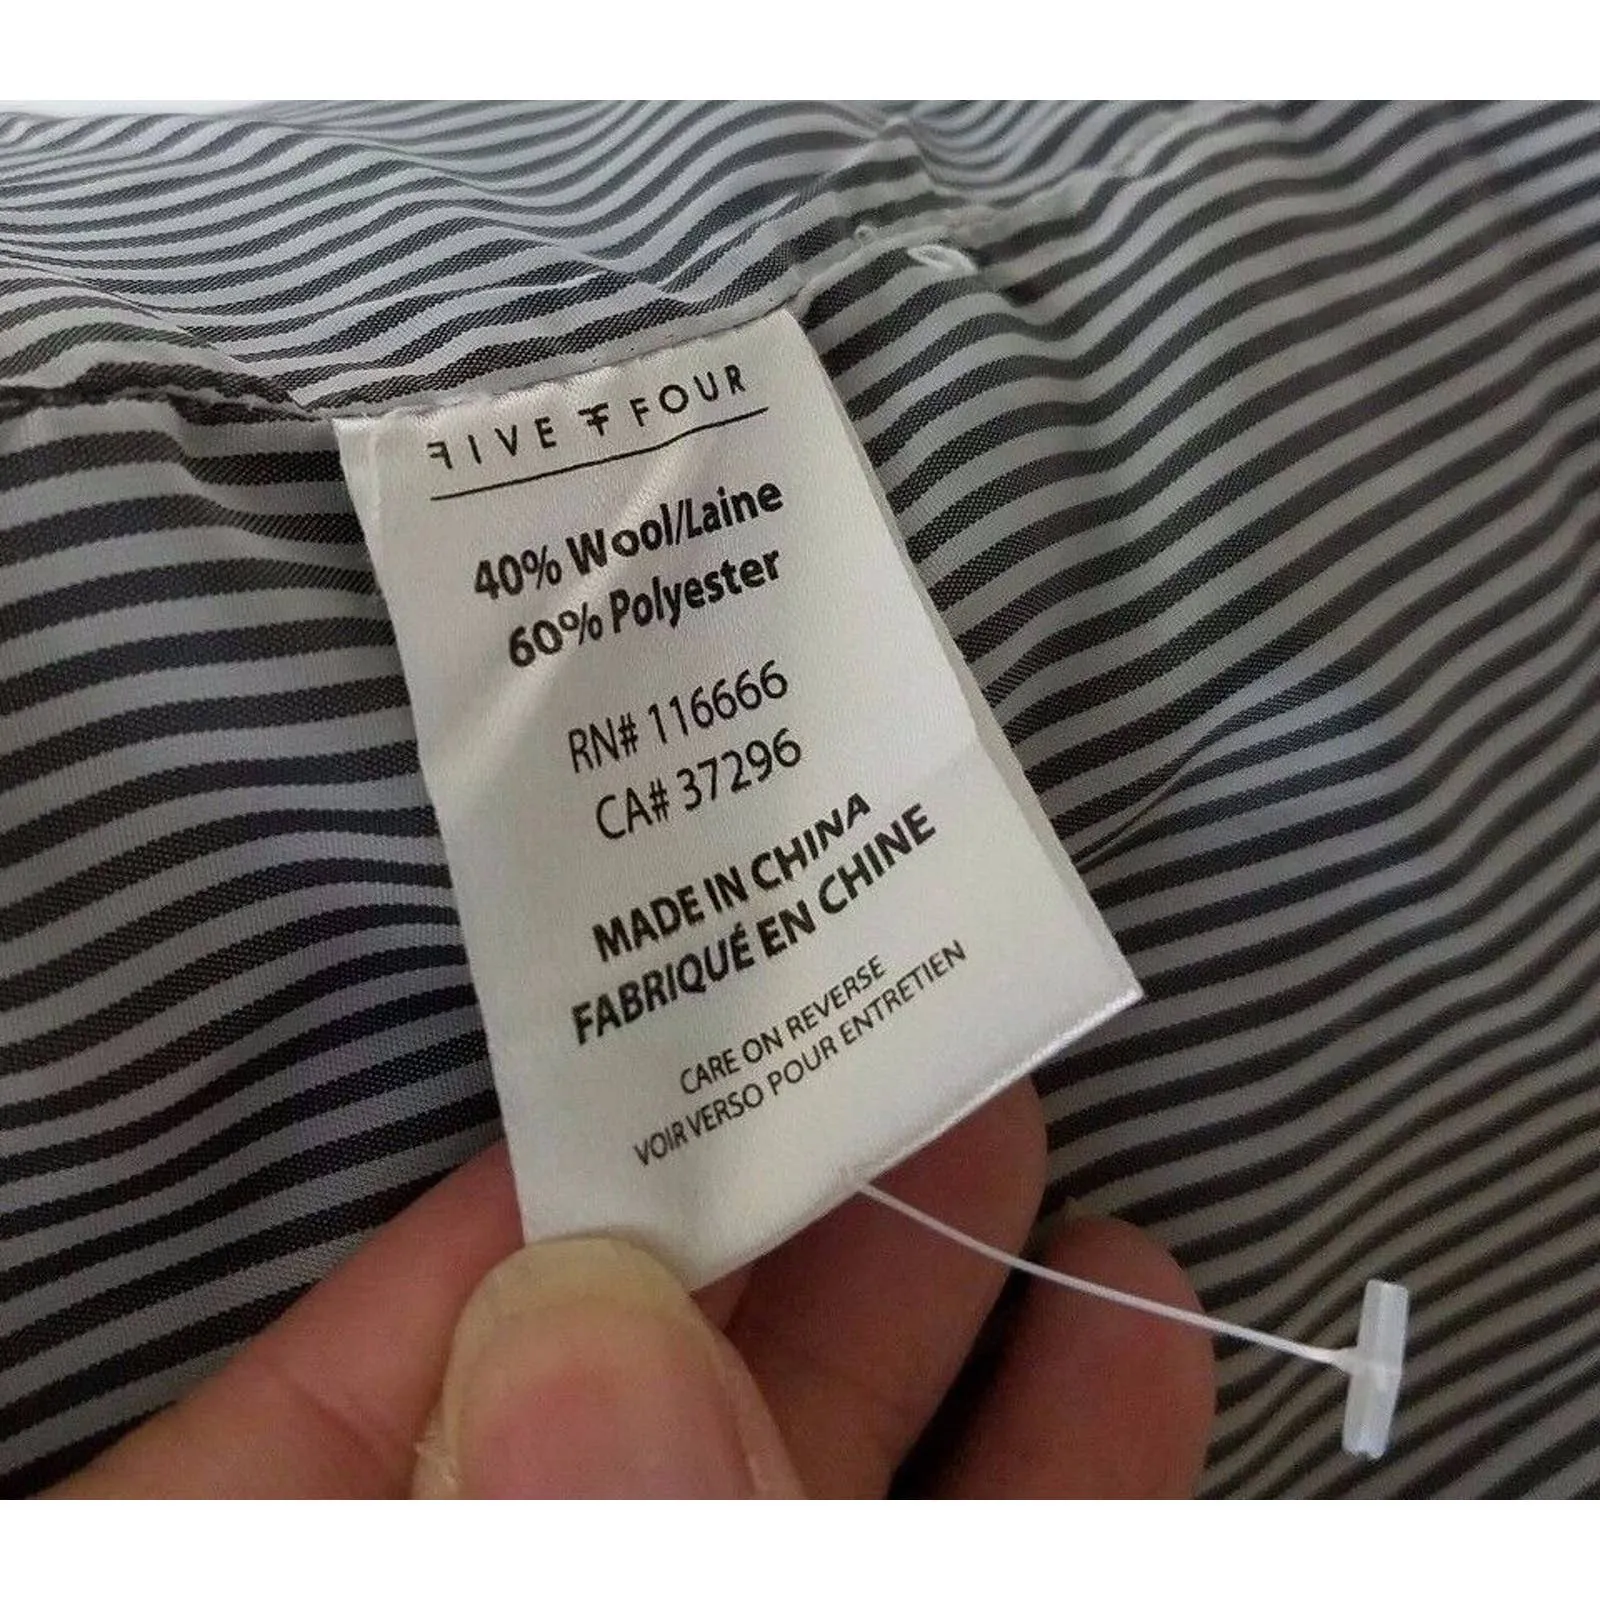 FIVE FOUR
40% Wool/Laine
60% Polyester
RN# 116666
CA# 37296
MADE IN CHINA
FABRIQUÉ EN CHINE
CARE ON REVERSE
VOIR VERSO POUR ENTRETIEN